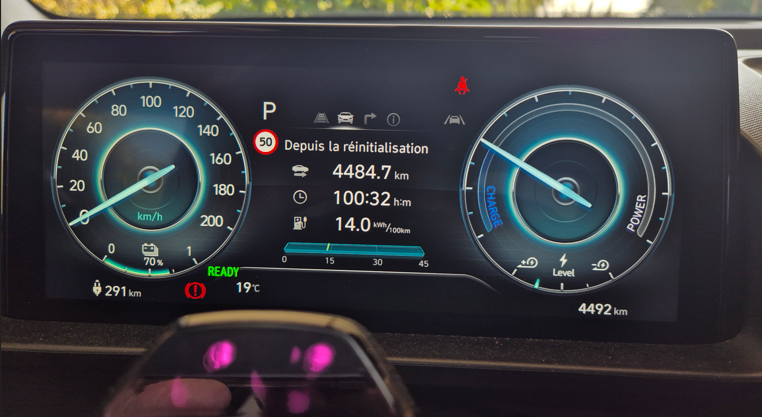 P
50
Depuis la réinitialisation
4484.7 km
100:32 h:m
14.0 kWh/100km
0 15 30 45
0 20 40 60 80 100 120 140 160 180 200
km/h
0 1
70%
291 km
READY
19°C
CHARGE
POWER
Level
4492 km